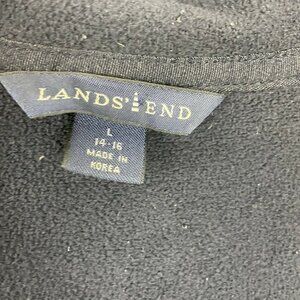 LANDS' END
L
14-16
MADE IN
KOREA